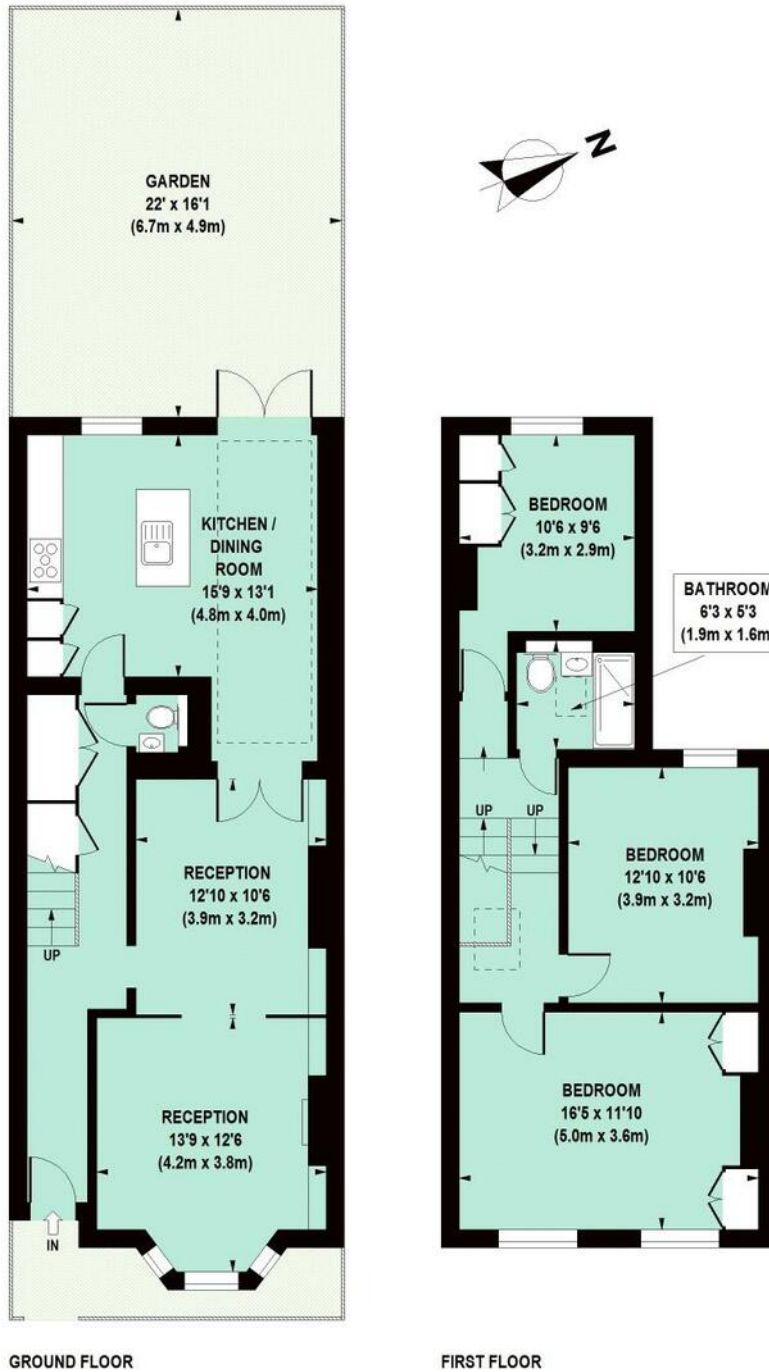 GARDEN
22' x 16'1
(6.7m x 4.9m)
N
KITCHEN /
DINING
ROOM
15'9 x 13'1
(4.8m x 4.0m)
UP
RECEPTION
12'10 x 10'6
(3.9m x 3.2m)
RECEPTION
13'9 x 12'6
(4.2m x 3.8m)
IN
GROUND FLOOR
BEDROOM
10'6 x 9'6
(3.2m x 2.9m)
BATHROOM
6'3 x 5'3
(1.9m x 1.6m
UP
UP
BEDROOM
12'10 x 10'6
(3.9m x 3.2m)
BEDROOM
16'5 x 11'10
(5.0m x 3.6m)
FIRST FLOOR